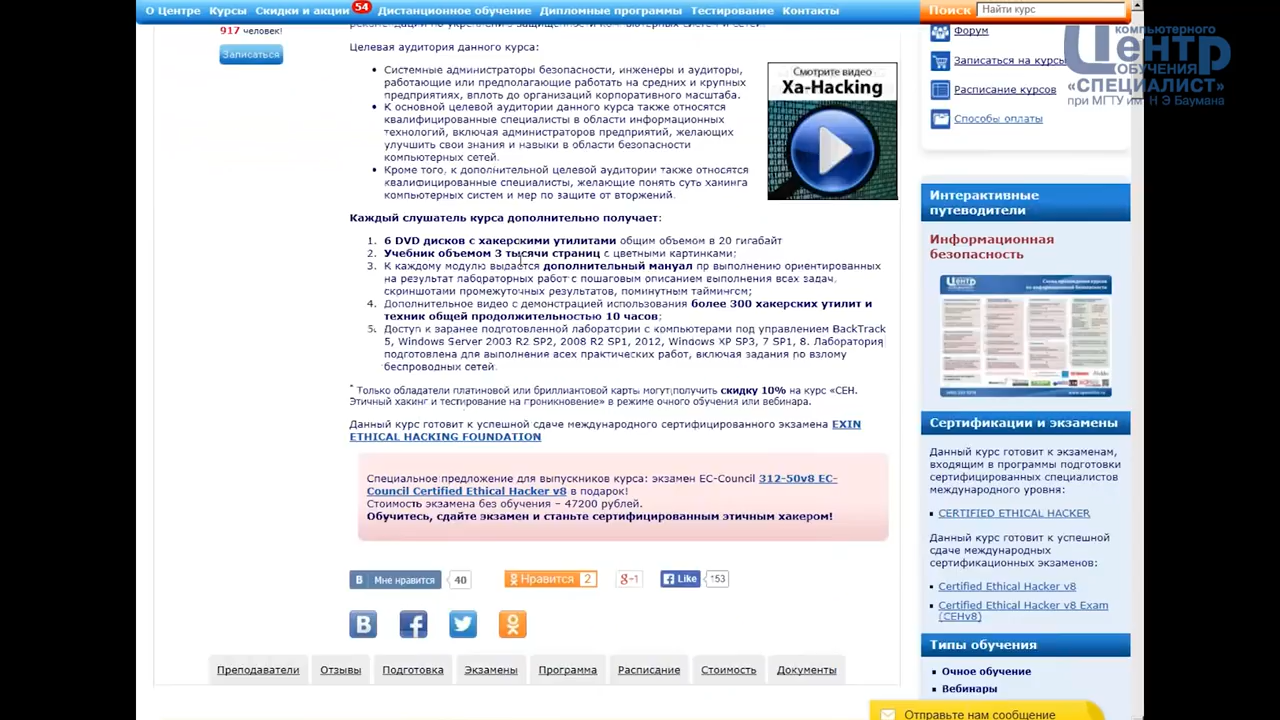 О Центре Курсы Скидки и акции 54 Дистанционное обучение Дипломные программы Тестирование Контакты Поиск Найти курс
917 человек!
Записаться
Целевая аудитория данного курса:
Системные администраторы безопасности, инженеры и аудиторы,
работающие или предполагающие работать на средних и крупных
предприятиях, вплоть до организаций корпоративного масштаба.
К основной целевой аудитории данного курса также относятся
квалифицированные специалисты в области информационных
технологий, включая администраторов предприятий, желающих
улучшить свои знания и навыки в области безопасности
компьютерных сетей.
Кроме того, к дополнительной целевой аудитории также относятся
квалифицированные специалисты, желающие понять суть хакинга
компьютерных систем и мер по защите от вторжений.
Смотрите видео
Ха-Hacking
Каждый слушатель курса дополнительно получает:
1. 6 DVD дисков с хакерскими утилитами общим объемом в 20 гигабайт
2. Учебник объемом 3 тысячи страниц с цветными картинками;
3. К каждому модулю выдаётся дополнительный мануал пр выполнению ориентированных
на результат лабораторных работ с пошаговым описанием выполнения всех задач,
скриншотами промежуточных результатов, поминутным таймингом;
4. Дополнительное видео с демонстрацией использования более 300 хакерских утилит и
техник общей продолжительностью 10 часов;
5. Доступ к заранее подготовленной лаборатории с компьютерами под управлением BackTrack
5, Windows Server 2003 R2 SP2, 2008 R2 SP1, 2012, Windows XP SP3, 7 SP1, 8. Лаборатория
подготовлена для выполнения всех практических работ, включая задания по взлому
беспроводных сетей.
* Только обладатели платиновой или бриллиантовой карты могут получить скидку 10% на курс «CEH.
Этичный хакинг и тестирование на проникновение» в режиме очного обучения или вебинара.
Данный курс готовит к успешной сдаче международного сертифицированного экзамена EXIN
ETHICAL HACKING FOUNDATION
Специальное предложение для выпускников курса: экзамен EC-Council 312-50v8 EC-
Council Certified Ethical Hacker v8 в подарок!
Стоимость экзамена без обучения – 47200 рублей.
Обучитесь, сдайте экзамен и станьте сертифицированным этичным хакером!
В Мне нравится 40 Нравится 2 g+1 Like 153
Преподаватели Отзывы Подготовка Экзамены Программа Расписание Стоимость Документы
Форум
Записаться на курсы
Расписание курсов
Способы оплаты
компьютерного
Центр
ОБУЧЕНИЯ
«СПЕЦИАЛИСТ»
при МГТУ им. Н Э Баумана
Интерактивные
путеводители
Информационная
безопасность
Сертификации и экзамены
Данный курс готовит к экзаменам,
входящим в программы подготовки
сертифицированных специалистов
международного уровня:
CERTIFIED ETHICAL HACKER
Данный курс готовит к успешной
сдаче международных
сертификационных экзаменов:
Certified Ethical Hacker v8
Certified Ethical Hacker v8 Exam
(CEHv8)
Типы обучения
Очное обучение
Вебинары
Отправьте нам сообщение